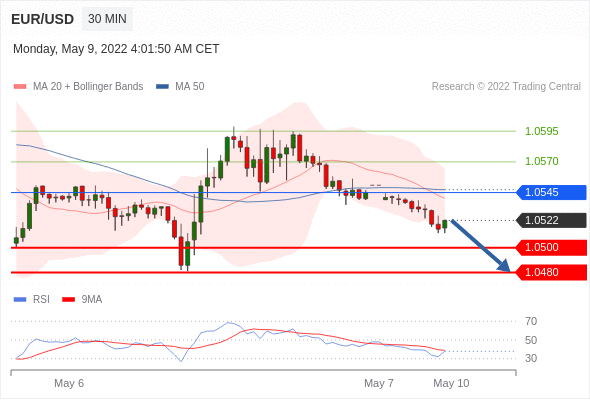 EUR/USD 30 MIN
Monday, May 9, 2022 4:01:50 AM CET
MA 20 + Bollinger Bands MA 50 Research © 2022 Trading Central
1.0595
1.0570
1.0545
1.0522
1.0500
1.0480
RSI 9MA
70
50
30
May 6 May 7 May 10